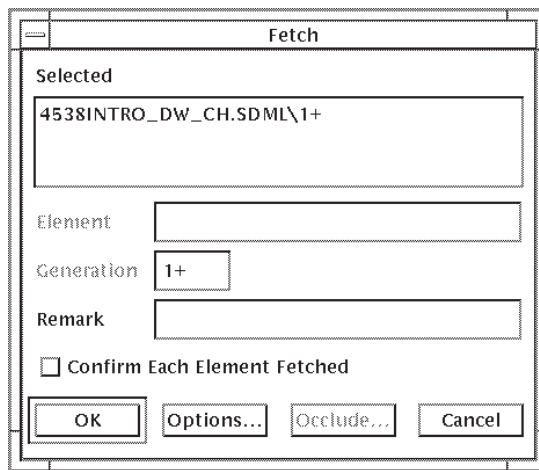 Fetch
Selected
4538INTRO_DW_CH.SDML\1+
Element
Generation 1+
Remark
Confirm Each Element Fetched
OK Options... Occlude... Cancel